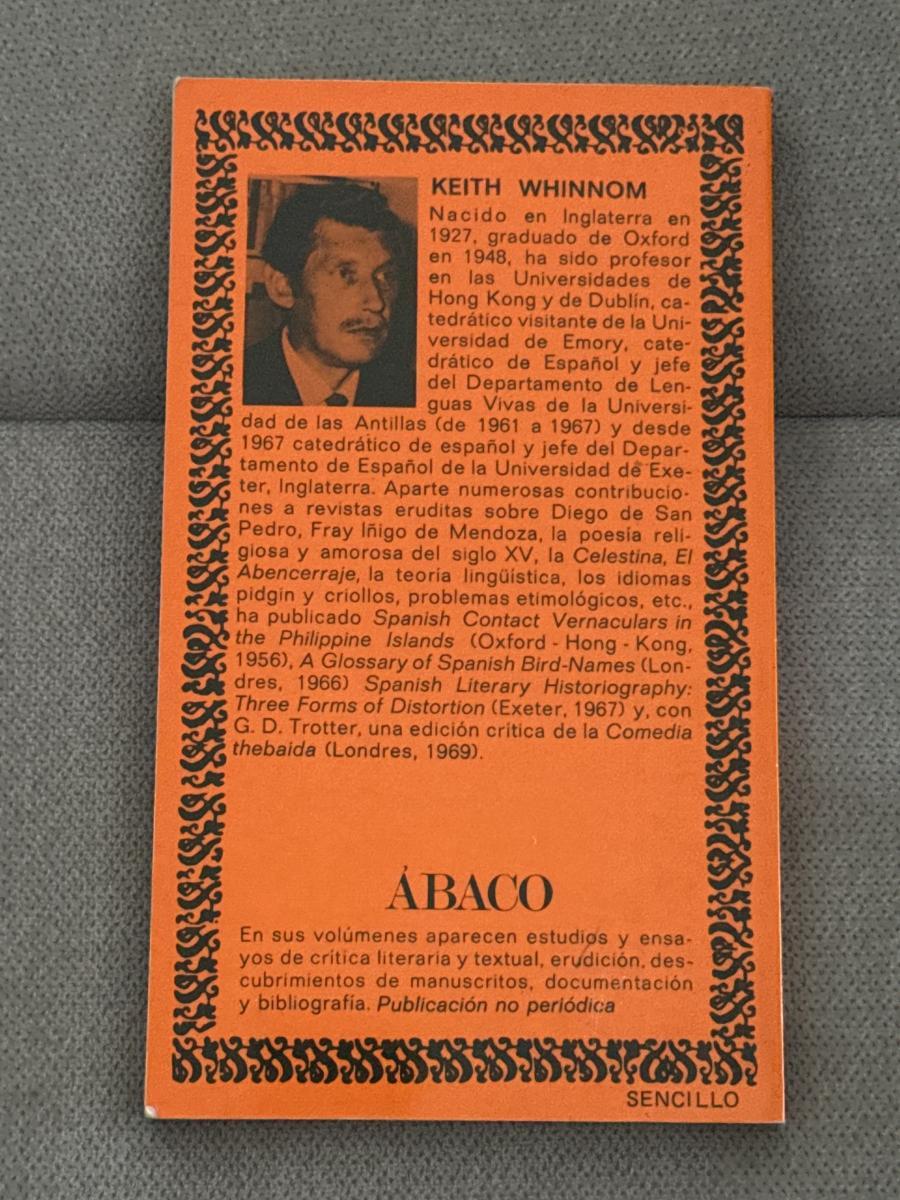 KEITH WHINNOM
Nacido en Inglaterra en
1927, graduado de Oxford
en 1948, ha sido profesor
en las Universidades de
Hong Kong y de Dublín, ca-
tedrático visitante de la Uni-
versidad de Emory, cate-
drático de Español y jefe
del Departamento de Len-
guas Vivas de la Universi-
dad de las Antillas (de 1961 a 1967) y desde
1967 catedrático de español y jefe del Depar-
tamento de Español de la Universidad de Exe-
ter, Inglaterra. Aparte numerosas contribucio-
nes a revistas eruditas sobre Diego de San
Pedro, Fray Iñigo de Mendoza, la poesía reli-
giosa y amorosa del siglo XV, la Celestina, El
Abencerraje, la teoría lingüística, los idiomas
pidgin y criollos, problemas etimológicos, etc.,
ha publicado Spanish Contact Vernaculars in
the Philippine Islands (Oxford - Hong - Kong,
1956), A Glossary of Spanish Bird-Names (Lon-
dres, 1966) Spanish Literary Historiography:
Three Forms of Distortion (Exeter, 1967) y, con
G. D. Trotter, una edición crítica de la Comedia
thebaida (Londres, 1969).
ÁBACO
En sus volúmenes aparecen estudios y ensa-
yos de crítica literaria y textual, erudición, des-
cubrimientos de manuscritos, documentación
y bibliografía. Publicación no periódica
SENCILLO